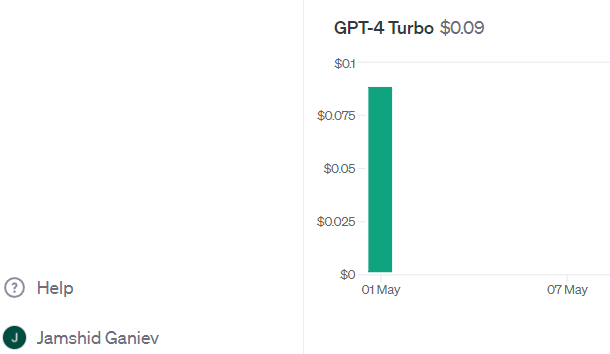 GPT-4 Turbo $0.09
$0.1
$0.075
$0.05
$0.025
$0
01 May 07 May
? Help
J Jamshid Ganiev